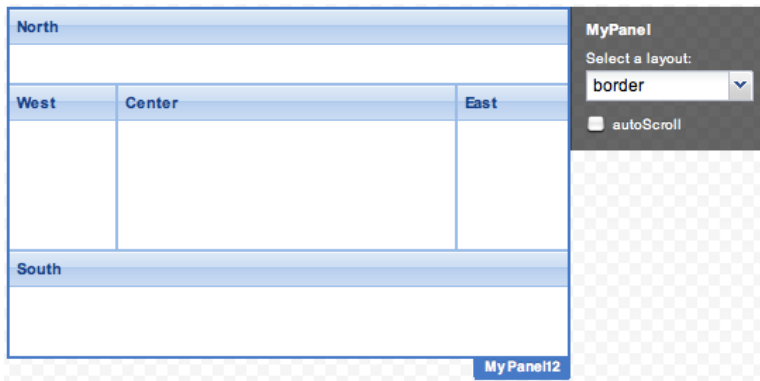 North
West
Center
East
South
MyPanel12
MyPanel
Select a layout:
border
autoScroll